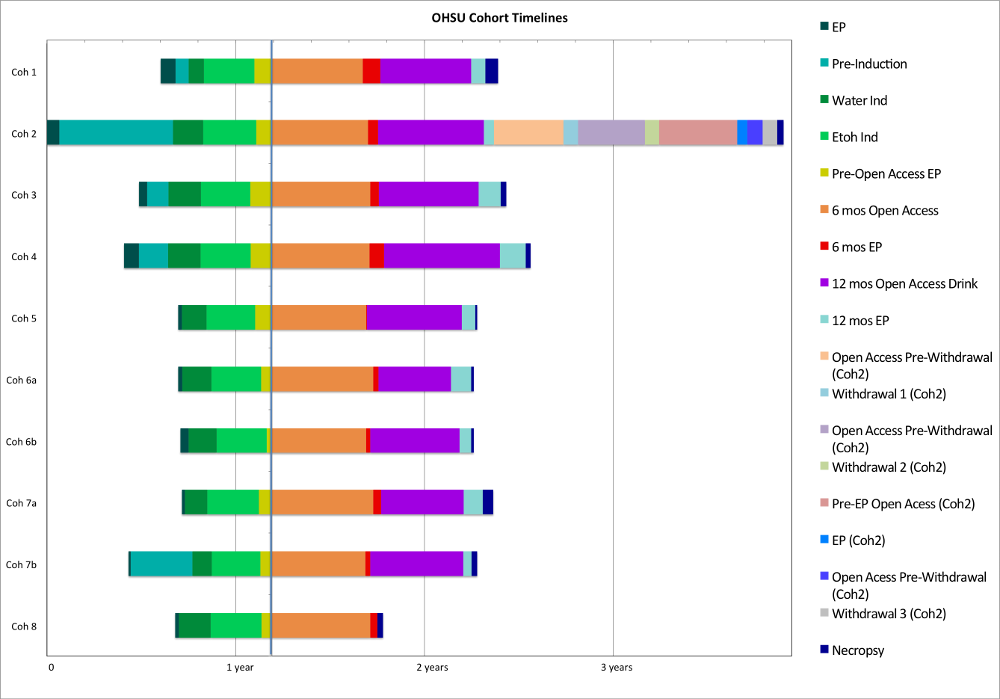 OHSU Cohort Timelines
Coh 1
Coh 2
Coh 3
Coh 4
Coh 5
Coh 6a
Coh 6b
Coh 7a
Coh 7b
Coh 8
0
1 year
2 years
3 years
EP
Pre-Induction
Water Ind
Etoh Ind
Pre-Open Access EP
6 mos Open Access
6 mos EP
12 mos Open Access Drink
12 mos EP
Open Access Pre-Withdrawal
(Coh2)
Withdrawal 1 (Coh2)
Open Access Pre-Withdrawal
(Coh2)
Withdrawal 2 (Coh2)
Pre-EP Open Acess (Coh2)
EP (Coh2)
Open Acess Pre-Withdrawal
(Coh2)
Withdrawal 3 (Coh2)
Necropsy